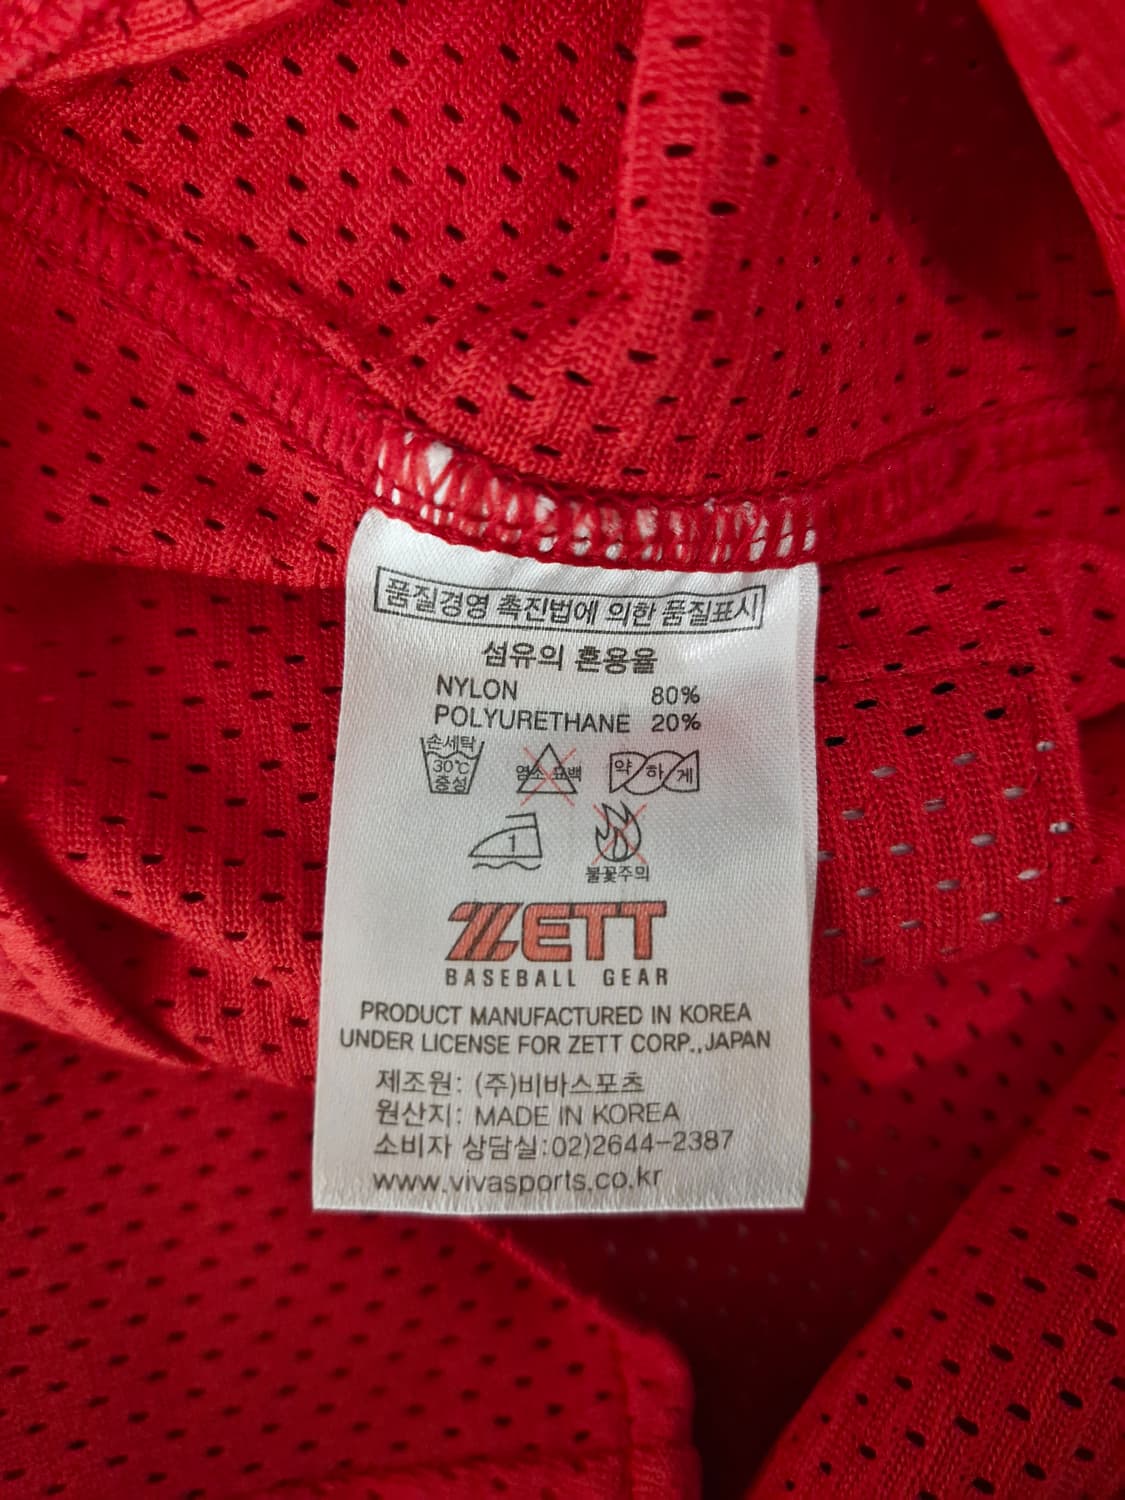 품질경영 촉진법에 의한 품질표시
섬유의 혼용율
NYLON 80%
POLYURETHANE 20%
손세탁
30℃
중성
염소 표백
약하게
1
불꽃주의
ZETT
BASEBALL GEAR
PRODUCT MANUFACTURED IN KOREA
UNDER LICENSE FOR ZETT CORP.,JAPAN
제조원: (주)비바스포츠
원산지: MADE IN KOREA
소비자 상담실:02)2644-2387
www.vivasports.co.kr